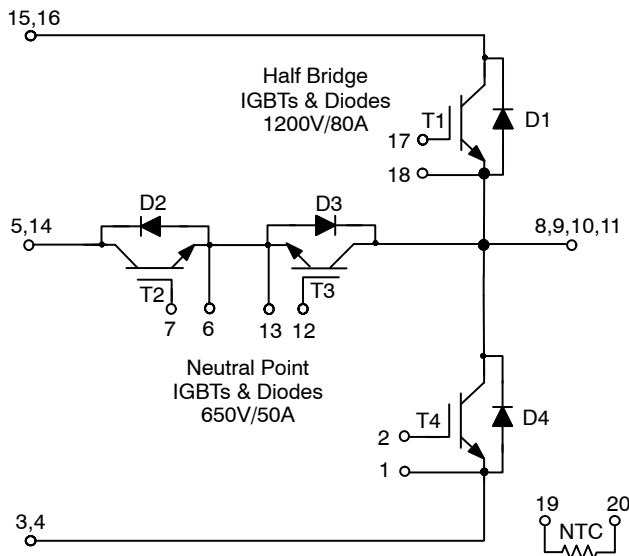 15,16
Half Bridge
IGBTs & Diodes
1200V/80A
T1
D1
17
18
D2
D3
5,14
8,9,10,11
T2
T3
7
6
13
12
Neutral Point
IGBTs & Diodes
650V/50A
T4
D4
2
1
3,4
19
20
NTC